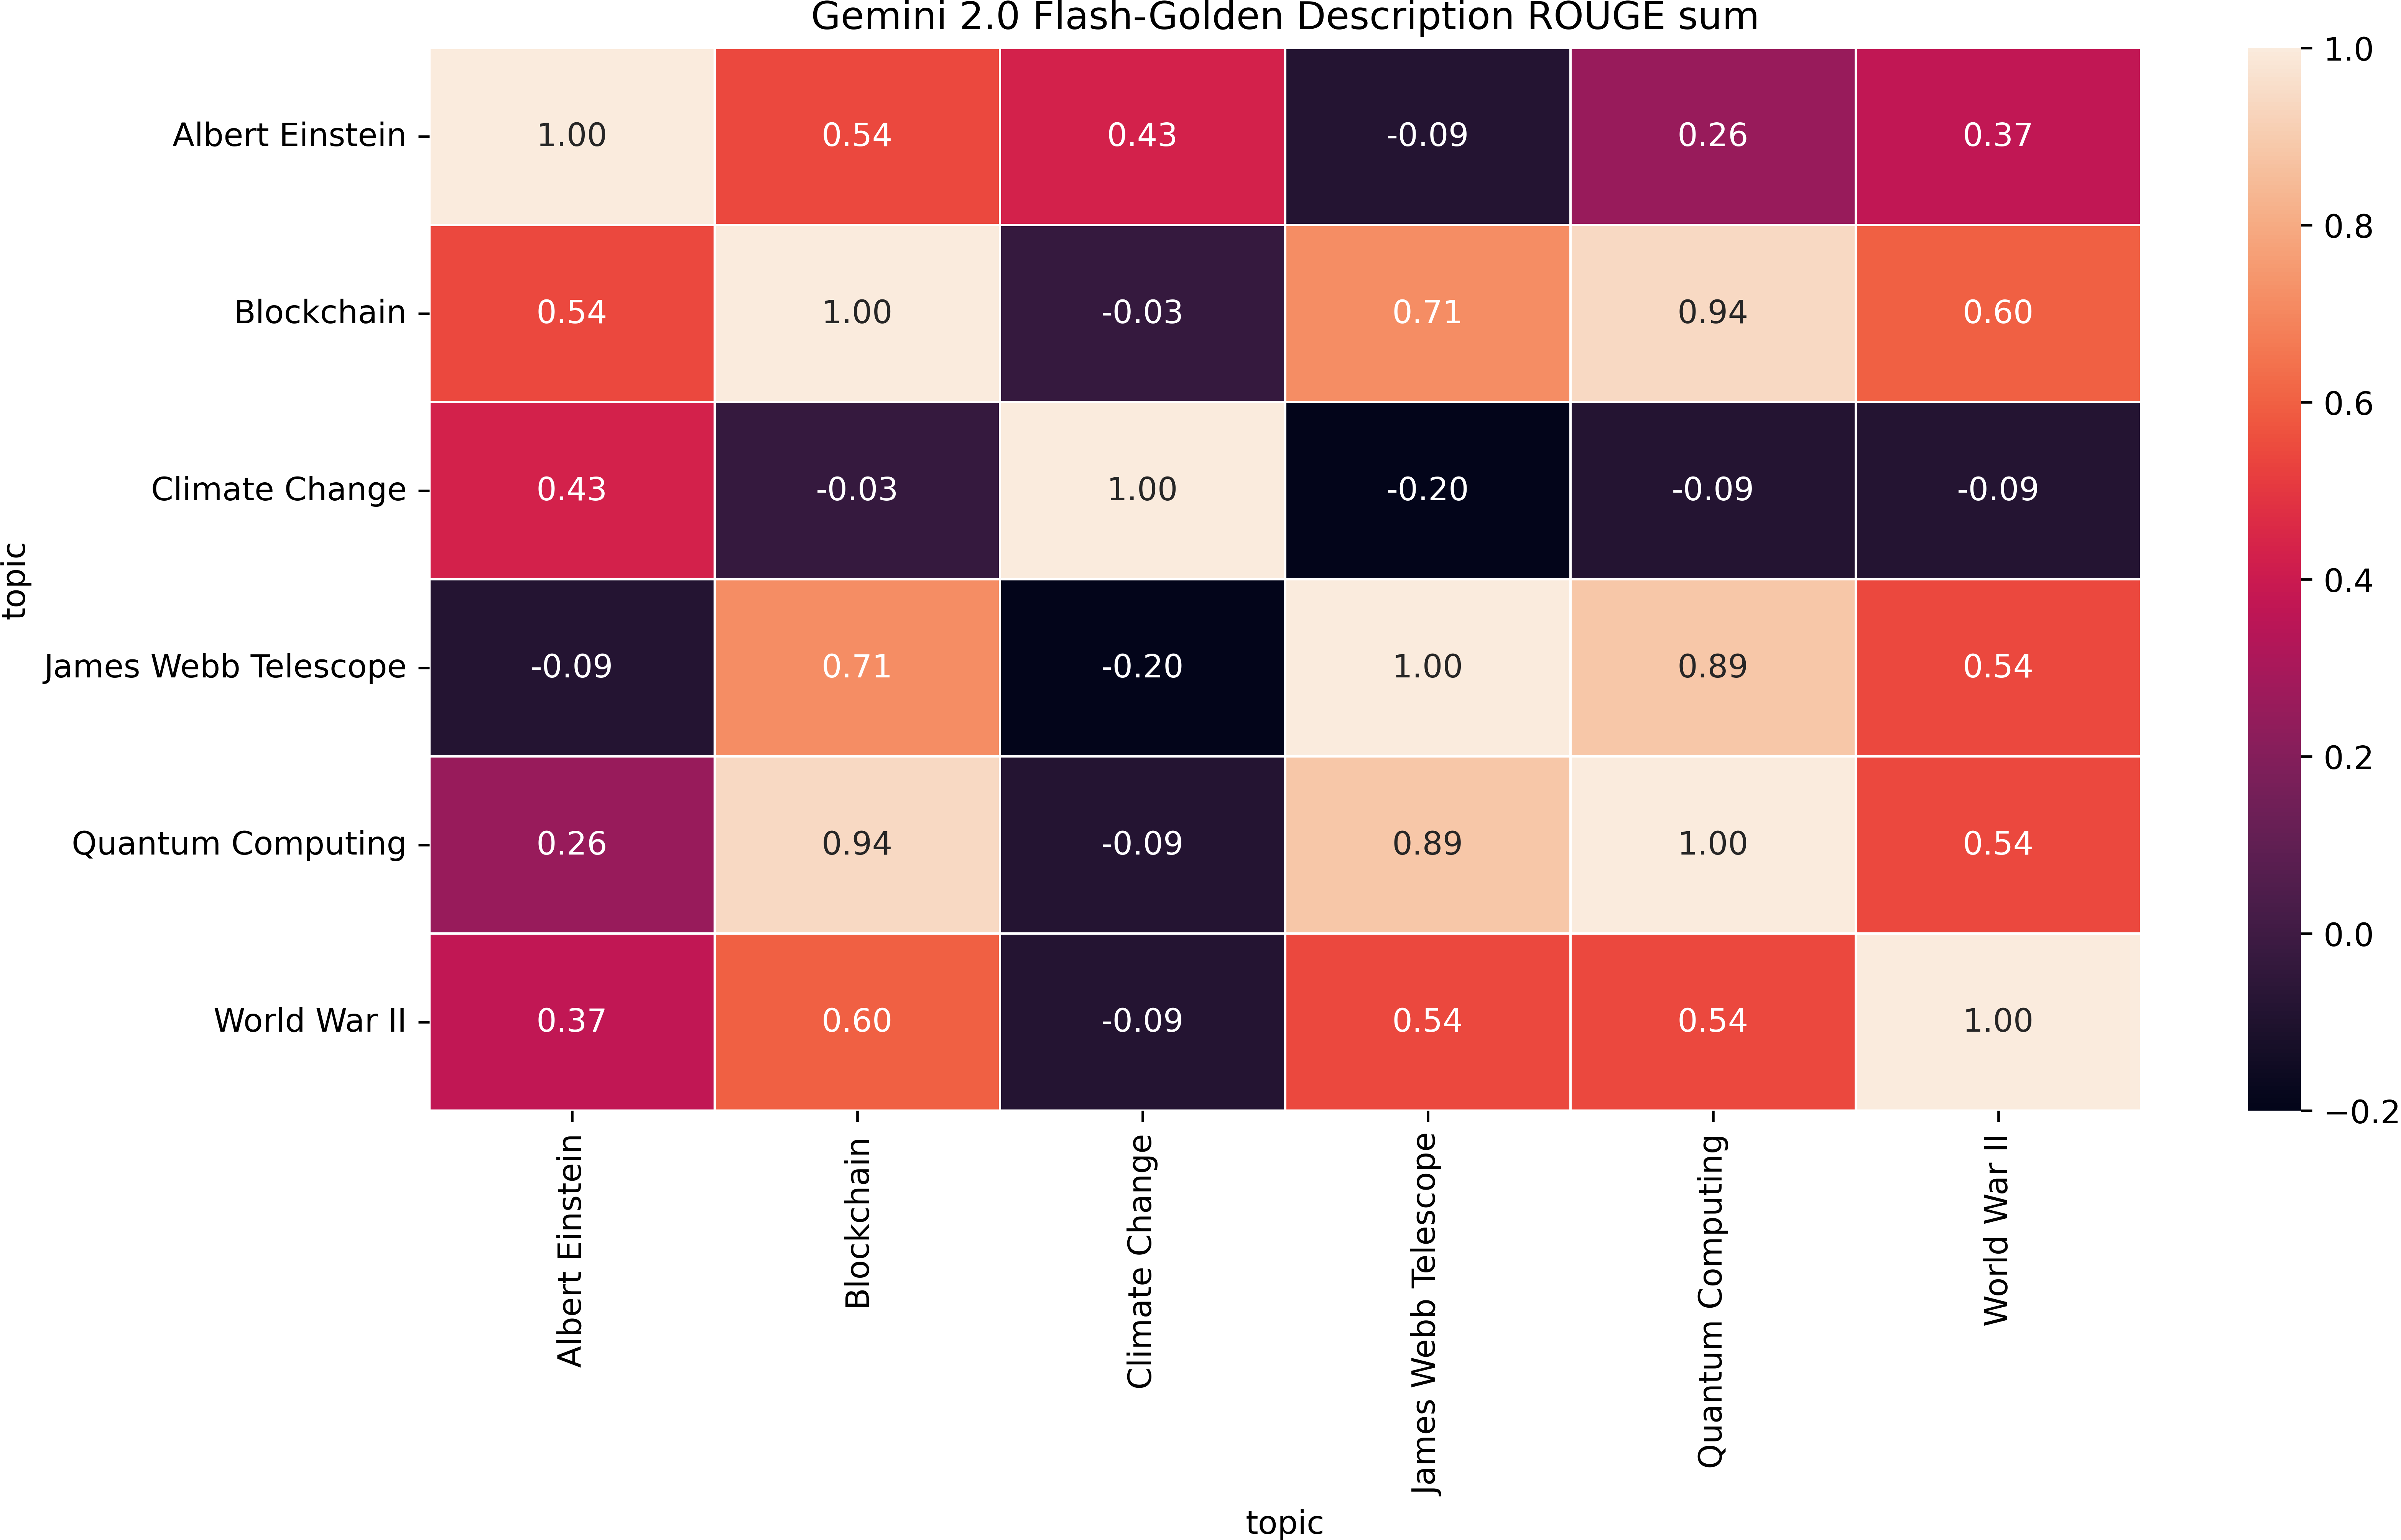 Gemini 2.0 Flash-Golden Description ROUGE sum
Albert Einstein 1.00 0.54 0.43 -0.09 0.26 0.37
Blockchain 0.54 1.00 -0.03 0.71 0.94 0.60
Climate Change 0.43 -0.03 1.00 -0.20 -0.09 -0.09
James Webb Telescope -0.09 0.71 -0.20 1.00 0.89 0.54
Quantum Computing 0.26 0.94 -0.09 0.89 1.00 0.54
World War II 0.37 0.60 -0.09 0.54 0.54 1.00
topic
Albert Einstein
Blockchain
Climate Change
James Webb Telescope
Quantum Computing
World War II
topic
1.0
0.8
0.6
0.4
0.2
0.0
−0.2